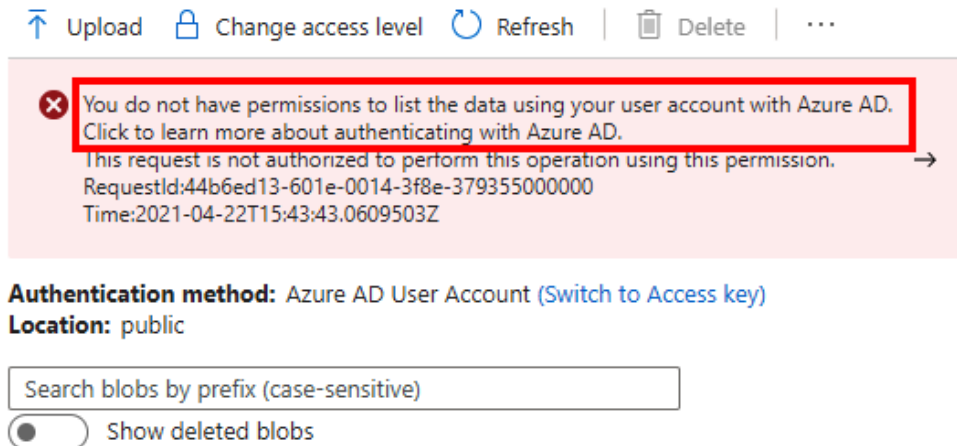 Upload Change access level Refresh Delete ...
You do not have permissions to list the data using your user account with Azure AD.
Click to learn more about authenticating with Azure AD.
This request is not authorized to perform this operation using this permission.
RequestId:44b6ed13-601e-0014-3f8e-379355000000
Time:2021-04-22T15:43:43.0609503Z
Authentication method: Azure AD User Account (Switch to Access key)
Location: public
Search blobs by prefix (case-sensitive)
Show deleted blobs